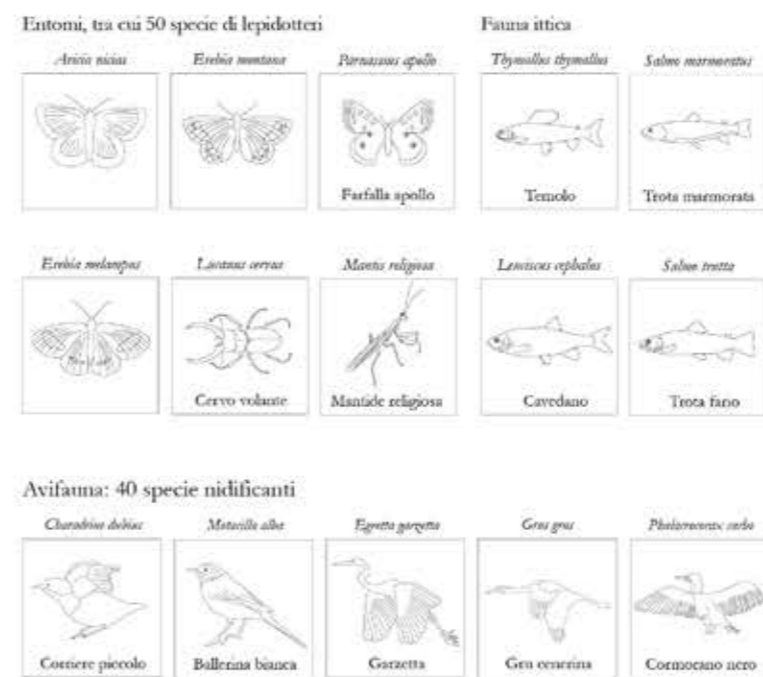 Entomi, tra cui 50 specie di lepidotteri
Aricia nicias
Erebia montana
Parnassus apollo
Farfalla apollo
Erebia melampus
Lucanus cervus
Cervo volante
Mantis religiosa
Mantide religiosa
Fauna ittica
Thymallus thymallus
Temolo
Salmo marmoratus
Trota marmorata
Leuciscus cephalus
Cavedano
Salmo trutta
Trota fario
Avifauna: 40 specie nidificanti
Charadrius dubius
Corriere piccolo
Motacilla alba
Ballerina bianca
Egretta garzetta
Garzetta
Grus grus
Gru cenerina
Phalacrocorax carbo
Cormorano nero